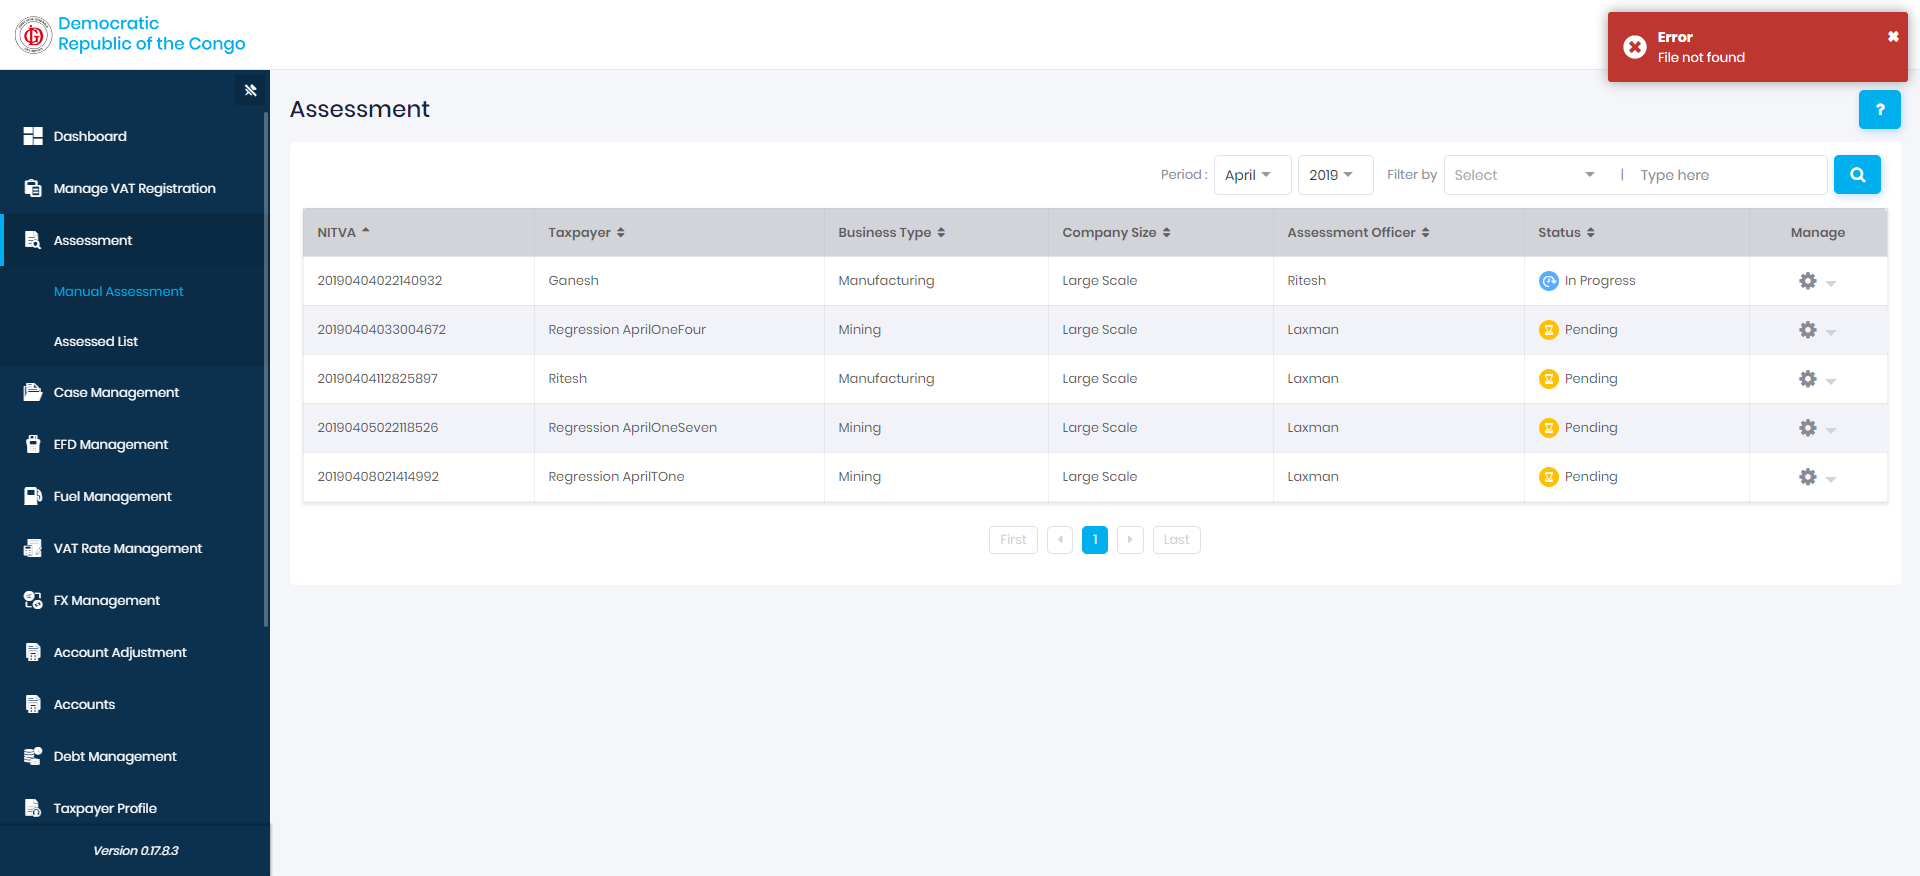 Democratic
Republic of the Congo
Error
File not found
Assessment
?
Dashboard
Manage VAT Registration
Assessment
Manual Assessment
Assessed List
Case Management
EFD Management
Fuel Management
VAT Rate Management
FX Management
Account Adjustment
Accounts
Debt Management
Taxpayer Profile
Version 0.17.8.3
Period : April 2019 Filter by Select | Type here
NITVA Taxpayer Business Type Company Size Assessment Officer Status Manage
20190404022140932 Ganesh Manufacturing Large Scale Ritesh In Progress
20190404033004672 Regression AprilOneFour Mining Large Scale Laxman Pending
20190404112825897 Ritesh Manufacturing Large Scale Laxman Pending
20190405022118526 Regression AprilOneSeven Mining Large Scale Laxman Pending
20190408021414992 Regression AprilTOne Mining Large Scale Laxman Pending
First 1 Last